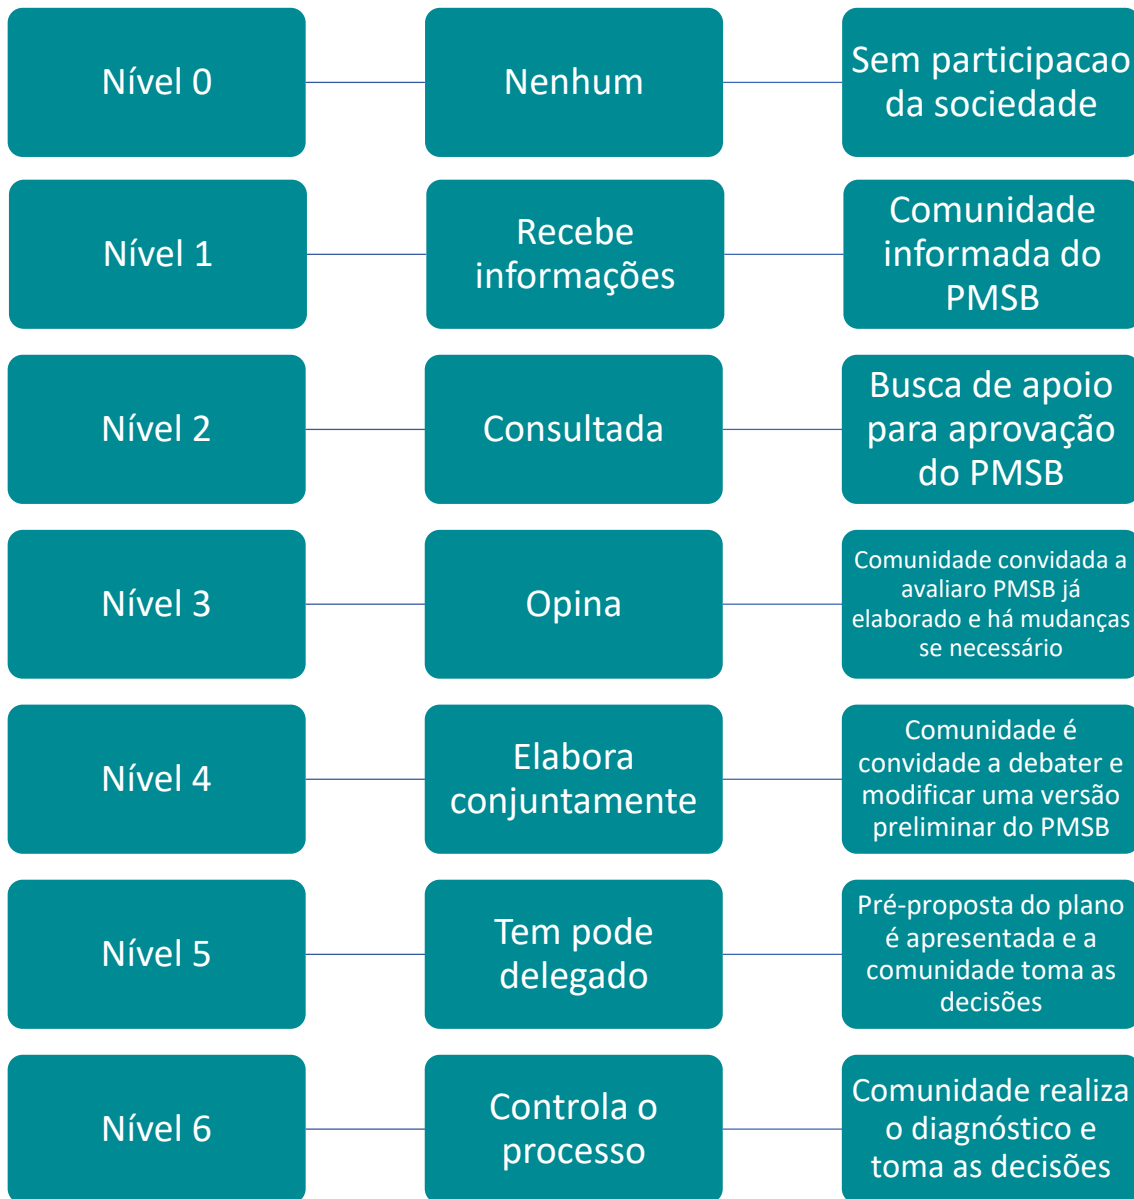 Nível 0
Nenhum
Sem participacao
da sociedade
Nível 1
Recebe
informações
Comunidade
informada do
PMSB
Nível 2
Consultada
Busca de apoio
para aprovação
do PMSB
Nível 3
Opina
Comunidade convidada a
avaliaro PMSB já
elaborado e há mudanças
se necessário
Nível 4
Elabora
conjuntamente
Comunidade é
convidade a debater e
modificar uma versão
preliminar do PMSB
Nível 5
Tem pode
delegado
Pré-proposta do plano
é apresentada e a
comunidade toma as
decisões
Nível 6
Controla o
processo
Comunidade realiza
o diagnóstico e
toma as decisões